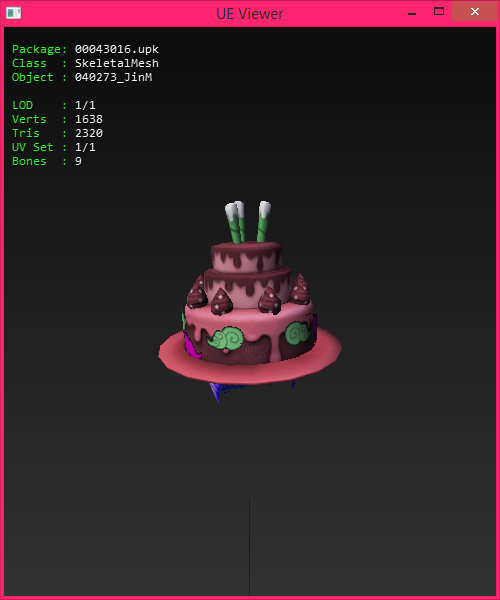 UE Viewer
Package: 00043016.upk
Class : SkeletalMesh
Object : 040273_JinM
LOD : 1/1
Verts : 1638
Tris : 2320
UV Set : 1/1
Bones : 9